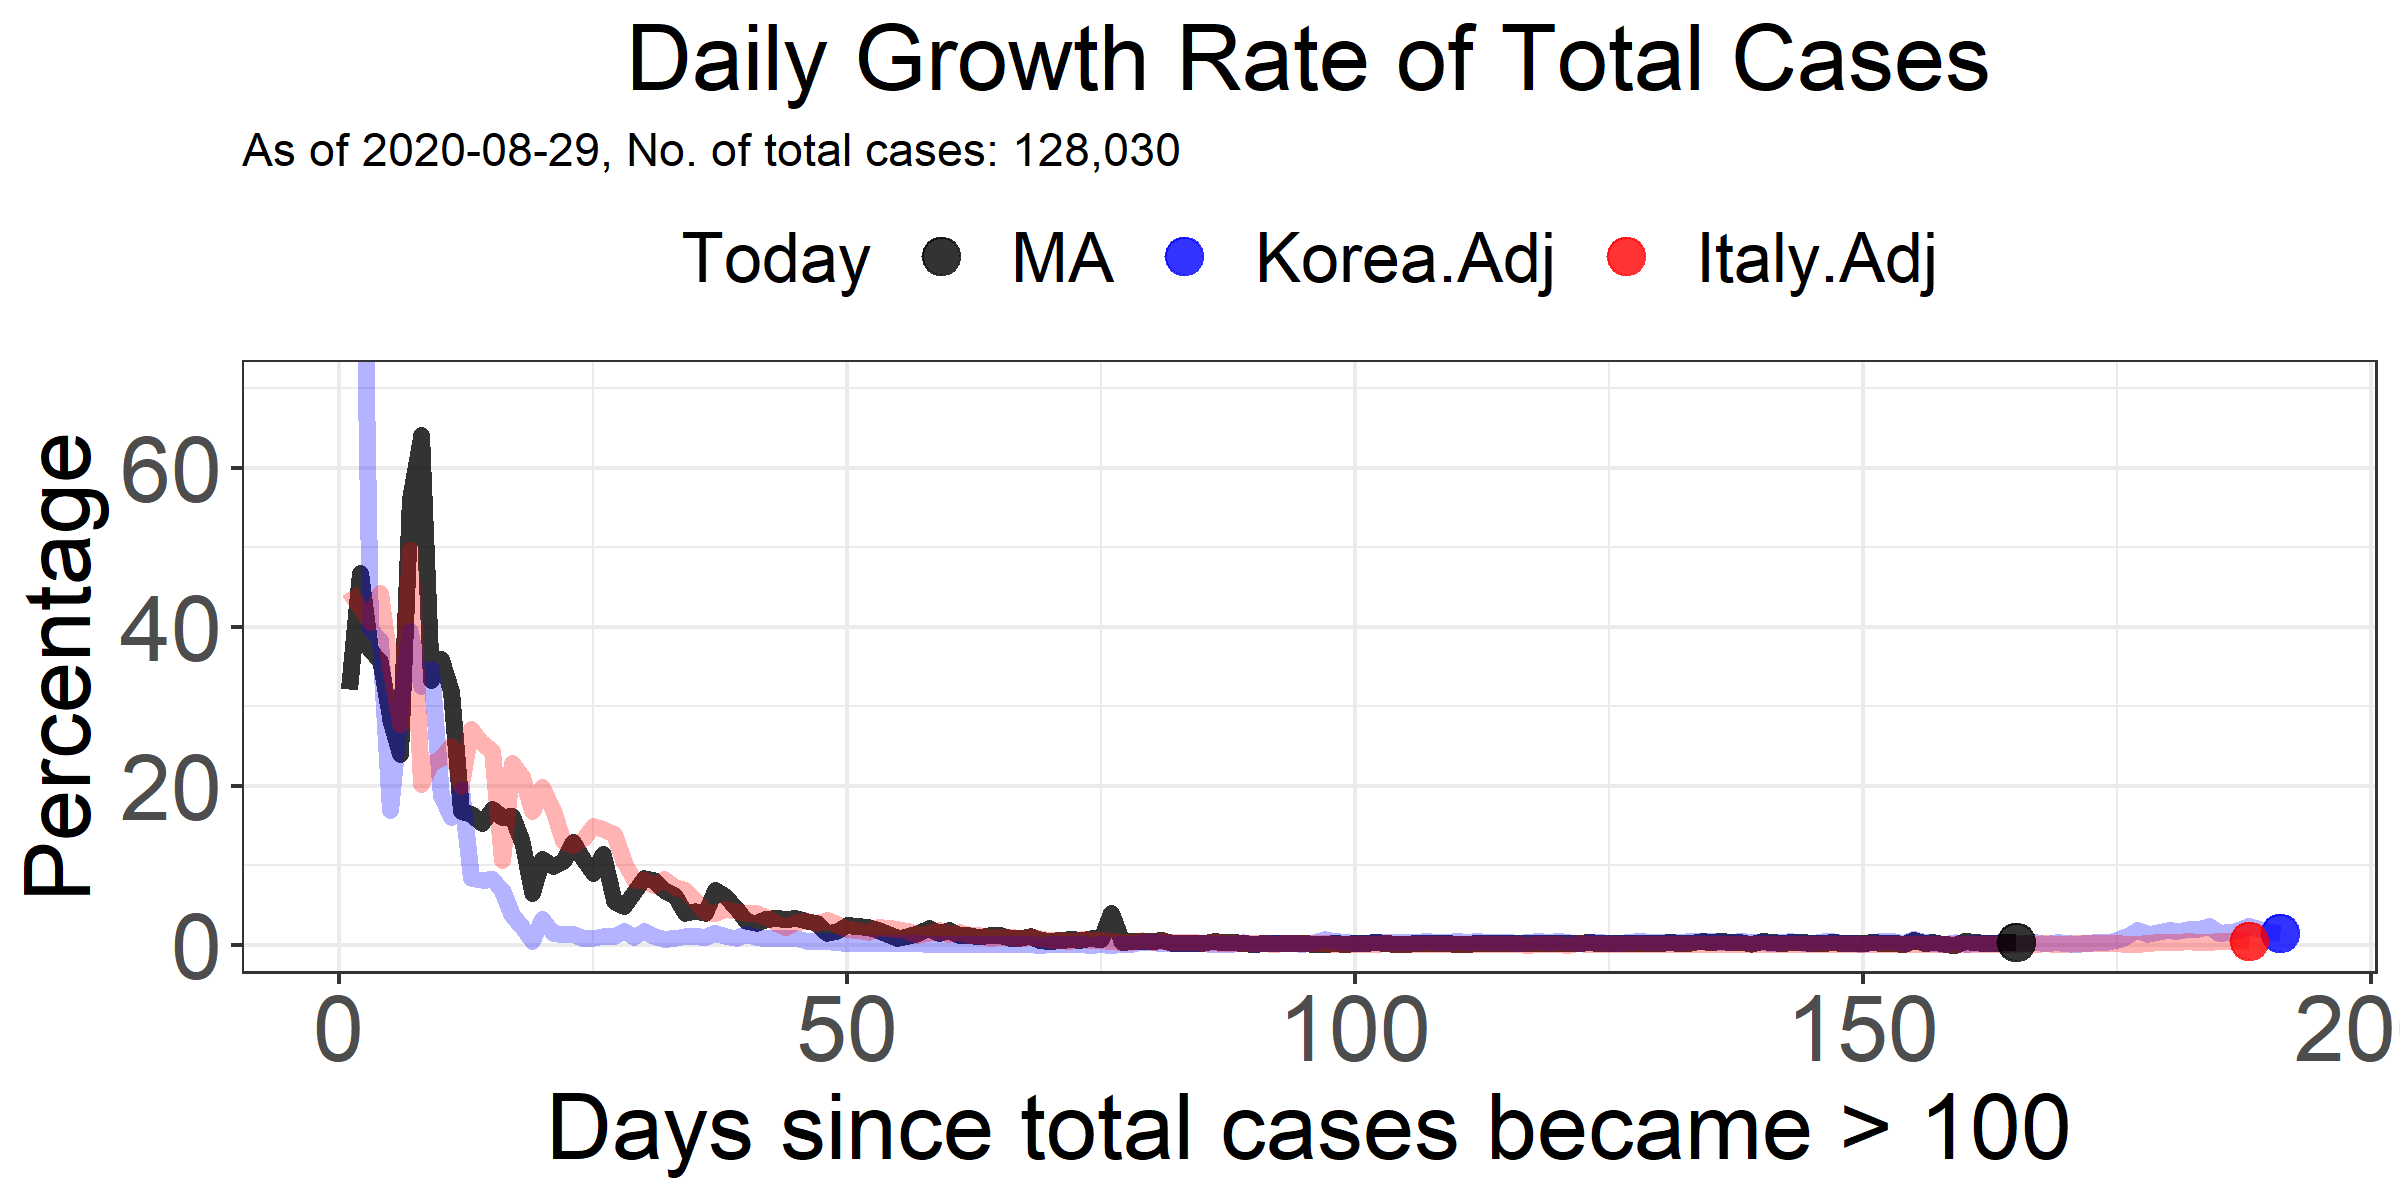 Daily Growth Rate of Total Cases
As of 2020-08-29, No. of total cases: 128,030
Today MA Korea.Adj Italy.Adj
Percentage
60
40
20
0
0 50 100 150 20
Days since total cases became > 100